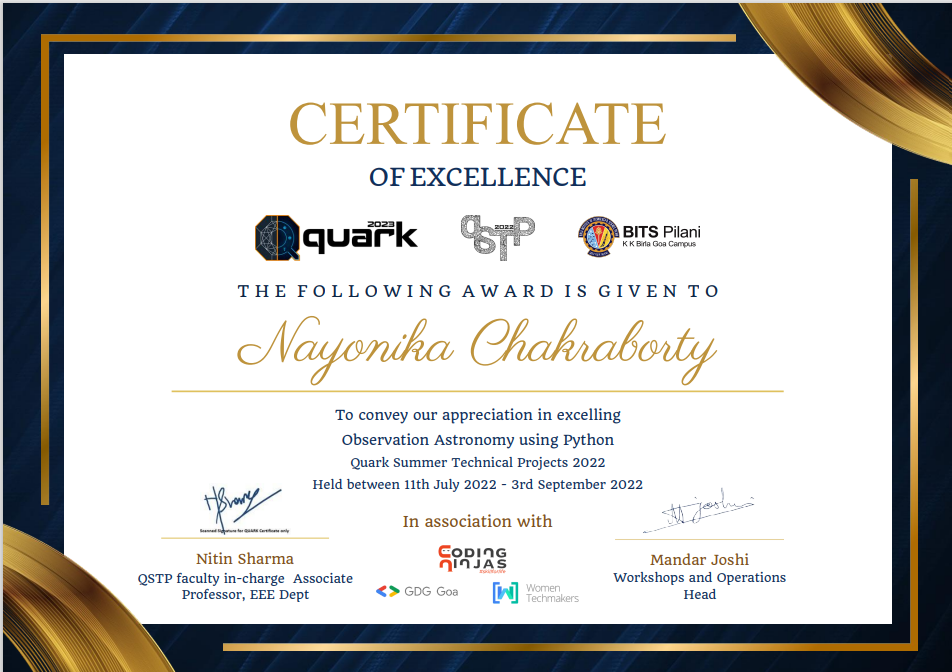 CERTIFICATE
OF EXCELLENCE
Quark 2023
QSTP 2022
BITS Pilani
K K Birla Goa Campus
THE FOLLOWING AWARD IS GIVEN TO
Nayonika Chakraborty
To convey our appreciation in excelling
Observation Astronomy using Python
Quark Summer Technical Projects 2022
Held between 11th July 2022 - 3rd September 2022
In association with
CODING NINJAS
GDG Goa
Women Techmakers
Scanned Signature for QUARK Certificate only
Nitin Sharma
QSTP faculty in-charge Associate
Professor, EEE Dept
M Joshi
Mandar Joshi
Workshops and Operations
Head